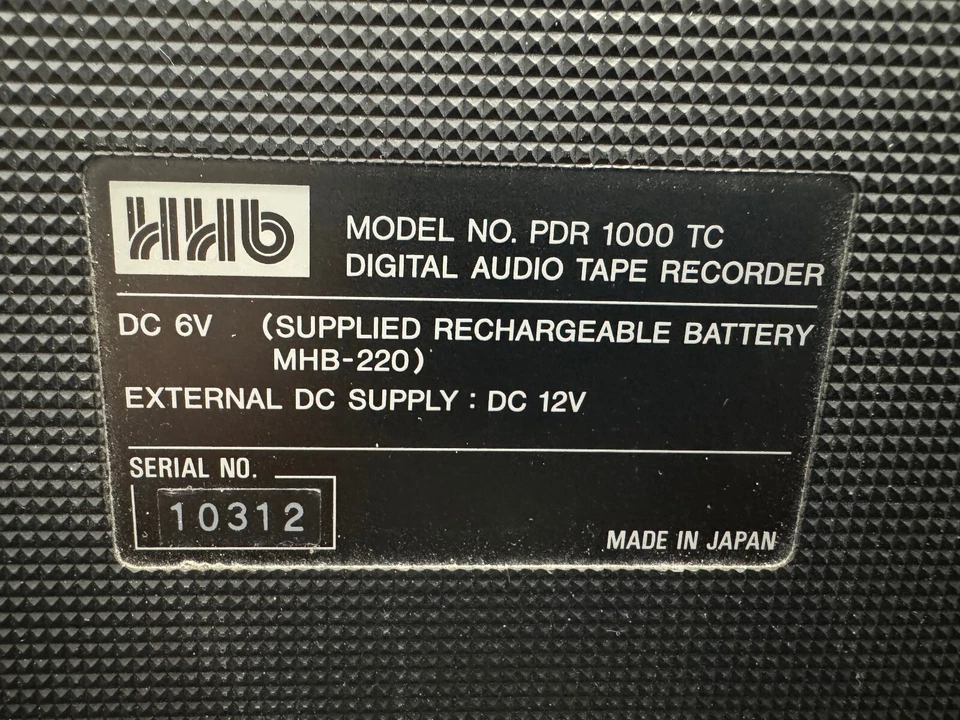 HHb
MODEL NO. PDR 1000 TC
DIGITAL AUDIO TAPE RECORDER
DC 6V (SUPPLIED RECHARGEABLE BATTERY
MHB-220)
EXTERNAL DC SUPPLY : DC 12V
SERIAL NO.
10312
MADE IN JAPAN